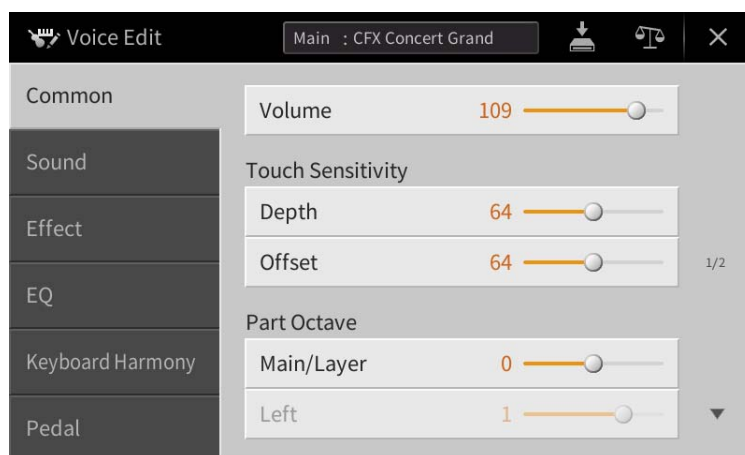 Voice Edit
Main : CFX Concert Grand
Common
Sound
Effect
EQ
Keyboard Harmony
Pedal
Volume 109
Touch Sensitivity
Depth 64
Offset 64
Part Octave
Main/Layer 0
Left 1
1/2